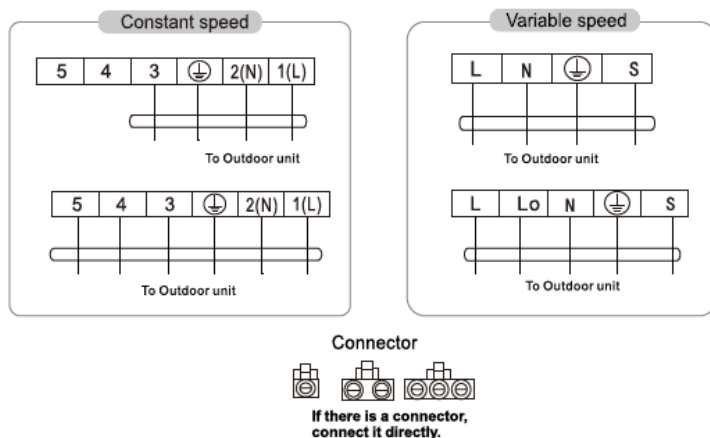 Constant speed
5 4 3 ⏚ 2(N) 1(L)
To Outdoor unit
5 4 3 ⏚ 2(N) 1(L)
To Outdoor unit
Variable speed
L N ⏚ S
To Outdoor unit
L Lo N ⏚ S
To Outdoor unit
Connector
If there is a connector,
connect it directly.